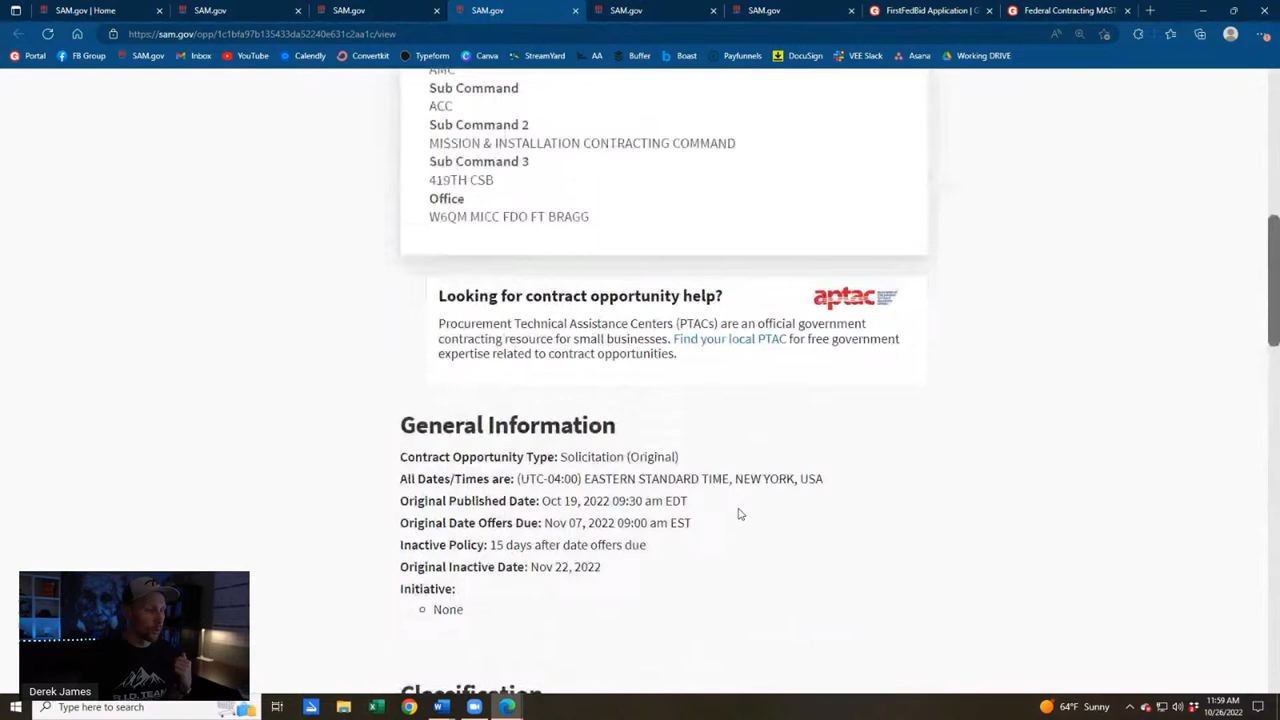 SAM.gov | Home
SAM.gov
SAM.gov
SAM.gov
SAM.gov
SAM.gov
FirstFedBid Application | G
Federal Contracting MAST
https://sam.gov/opp/1c1bfa97b135433da52240e631c2aa1c/view
Portal
FB Group
SAM.gov
Inbox
YouTube
Calendly
Convertkit
Typeform
Canva
StreamYard
AA
Buffer
Boast
Payfunnels
DocuSign
VEE Slack
Asana
Working DRIVE
AMC
Sub Command
ACC
Sub Command 2
MISSION & INSTALLATION CONTRACTING COMMAND
Sub Command 3
419TH CSB
Office
W6QM MICC FDO FT BRAGG
Looking for contract opportunity help?
aptac
Procurement Technical Assistance Centers (PTACs) are an official government
contracting resource for small businesses. Find your local PTAC for free government
expertise related to contract opportunities.
General Information
Contract Opportunity Type: Solicitation (Original)
All Dates/Times are: (UTC-04:00) EASTERN STANDARD TIME, NEW YORK, USA
Original Published Date: Oct 19, 2022 09:30 am EDT
Original Date Offers Due: Nov 07, 2022 09:00 am EST
Inactive Policy: 15 days after date offers due
Original Inactive Date: Nov 22, 2022
Initiative:
None
Classification
TEAM
Derek James
Type here to search
64°F Sunny
11:59 AM
10/26/2022